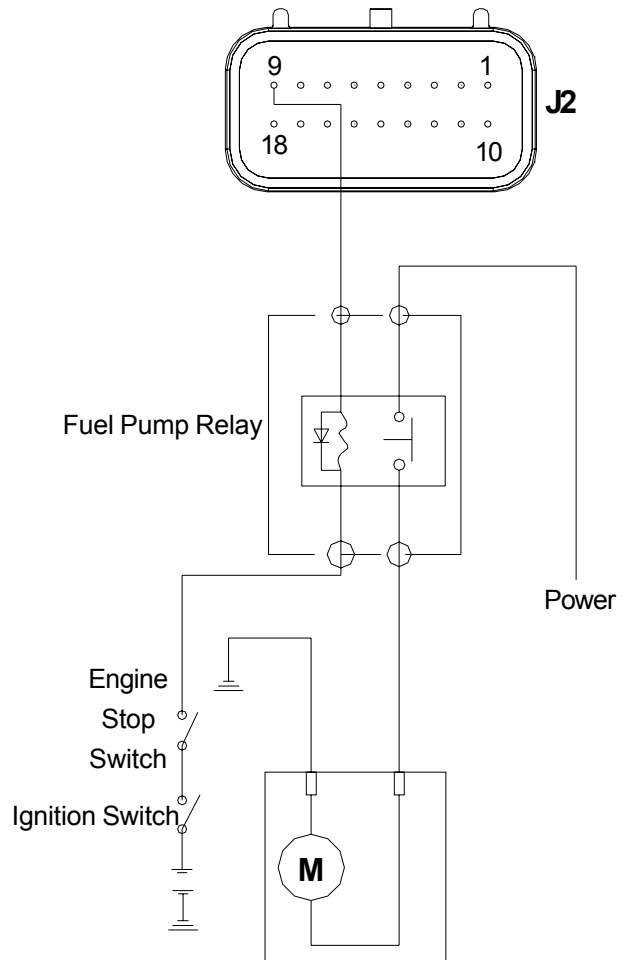 9 1
J2
18 10
Fuel Pump Relay
Power
Engine
Stop
Switch
Ignition Switch
M